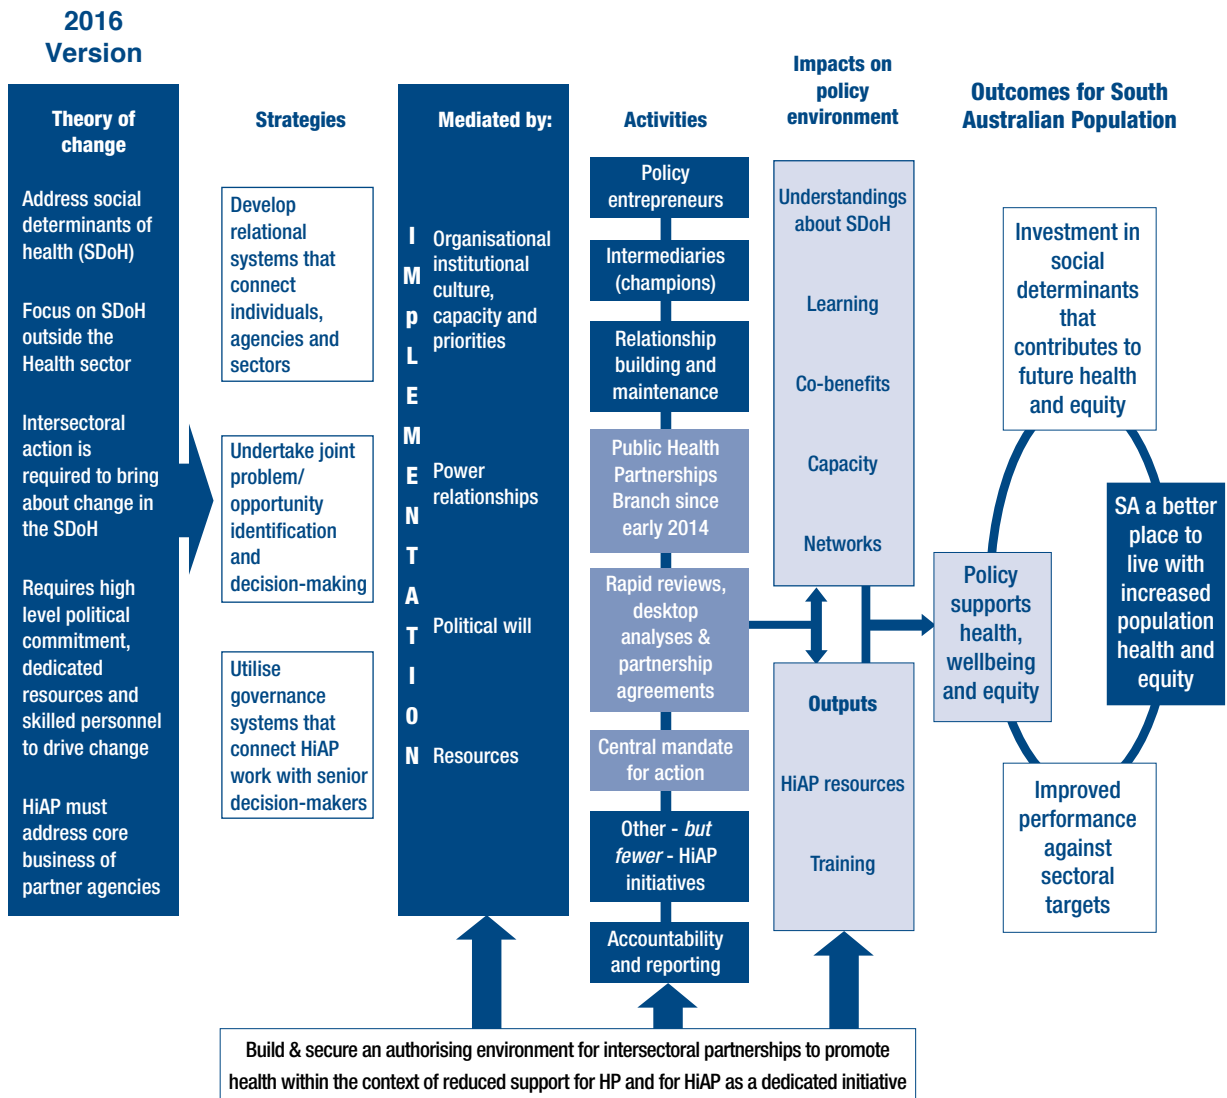 2016
Version
Theory of
change
Address social
determinants of
health (SDoH)
Focus on SDoH
outside the
Health sector
Intersectoral
action is
required to bring
about change in
the SDoH
Requires high
level political
commitment,
dedicated
resources and
skilled personnel
to drive change
HiAP must
address core
business of
partner agencies
Strategies
Develop
relational
systems that
connect
individuals,
agencies and
sectors
Undertake joint
problem/
opportunity
identification
and
decision-making
Utilise
governance
systems that
connect HiAP
work with senior
decision-makers
Mediated by:
I
M
p
L
E
M
E
N
T
A
T
I
O
N
Organisational
institutional
culture,
capacity and
priorities
Power
relationships
Political will
Resources
Activities
Policy
entrepreneurs
Intermediaries
(champions)
Relationship
building and
maintenance
Public Health
Partnerships
Branch since
early 2014
Rapid reviews,
desktop
analyses &
partnership
agreements
Central mandate
for action
Other - but
fewer - HiAP
initiatives
Accountability
and reporting
Impacts on
policy
environment
Understandings
about SDoH
Learning
Co-benefits
Capacity
Networks
Outputs
HiAP resources
Training
Outcomes for South
Australian Population
Investment in
social
determinants
that
contributes to
future health
and equity
SA a better
place to
live with
increased
population
health and
equity
Policy
supports
health,
wellbeing
and equity
Improved
performance
against
sectoral
targets
Build & secure an authorising environment for intersectoral partnerships to promote
health within the context of reduced support for HP and for HiAP as a dedicated initiative